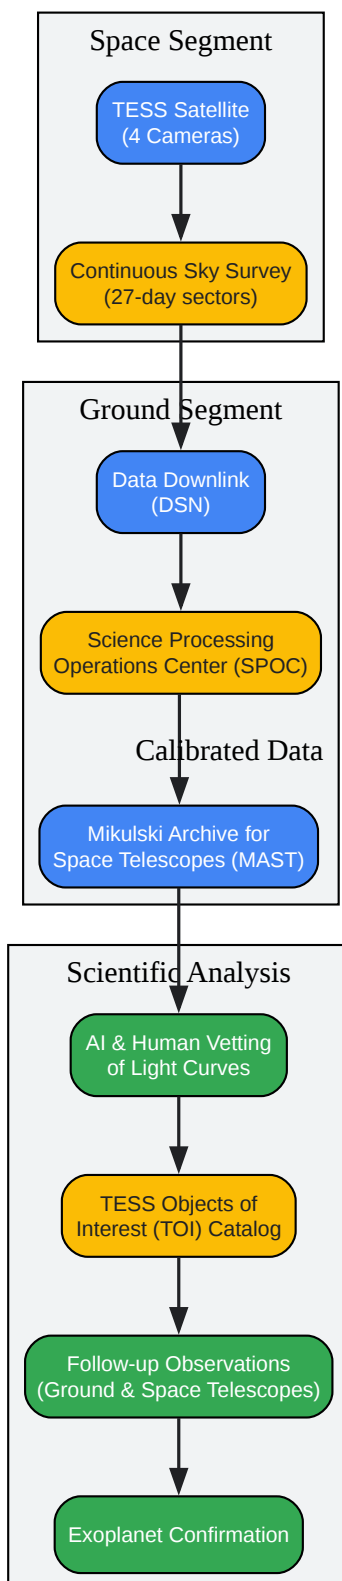 Space Segment
TESS Satellite
(4 Cameras)
Continuous Sky Survey
(27-day sectors)
Ground Segment
Data Downlink
(DSN)
Science Processing
Operations Center (SPOC)
Calibrated Data
Mikulski Archive for
Space Telescopes (MAST)
Scientific Analysis
AI & Human Vetting
of Light Curves
TESS Objects of
Interest (TOI) Catalog
Follow-up Observations
(Ground & Space Telescopes)
Exoplanet Confirmation